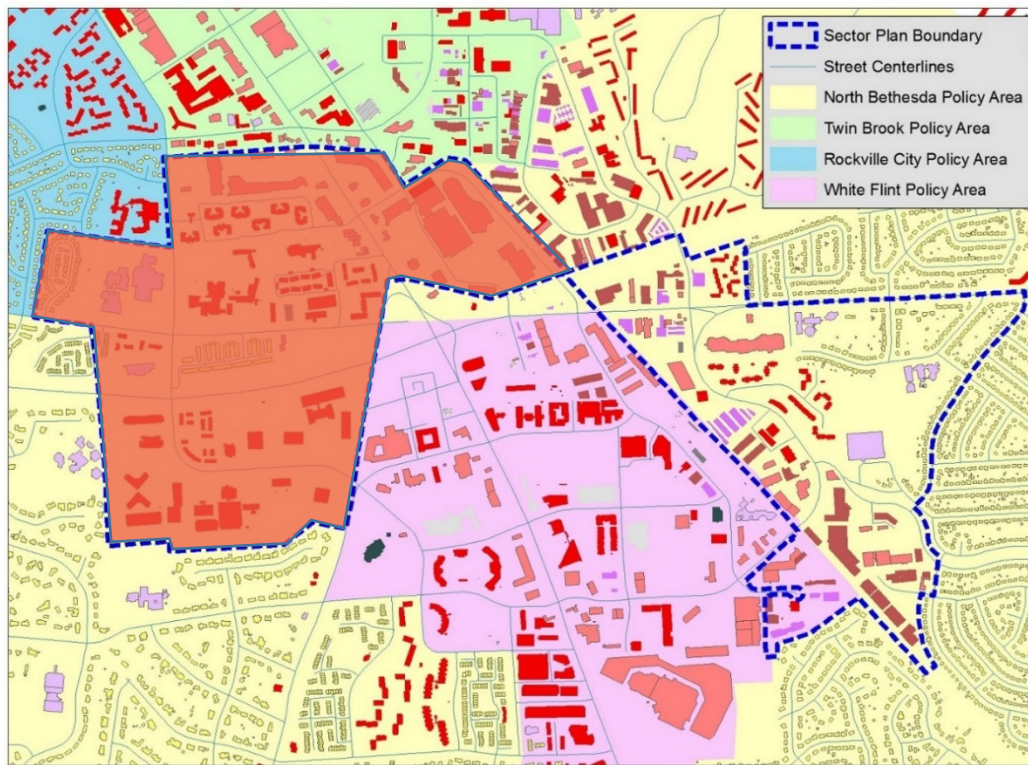 Sector Plan Boundary
Street Centerlines
North Bethesda Policy Area
Twin Brook Policy Area
Rockville City Policy Area
White Flint Policy Area